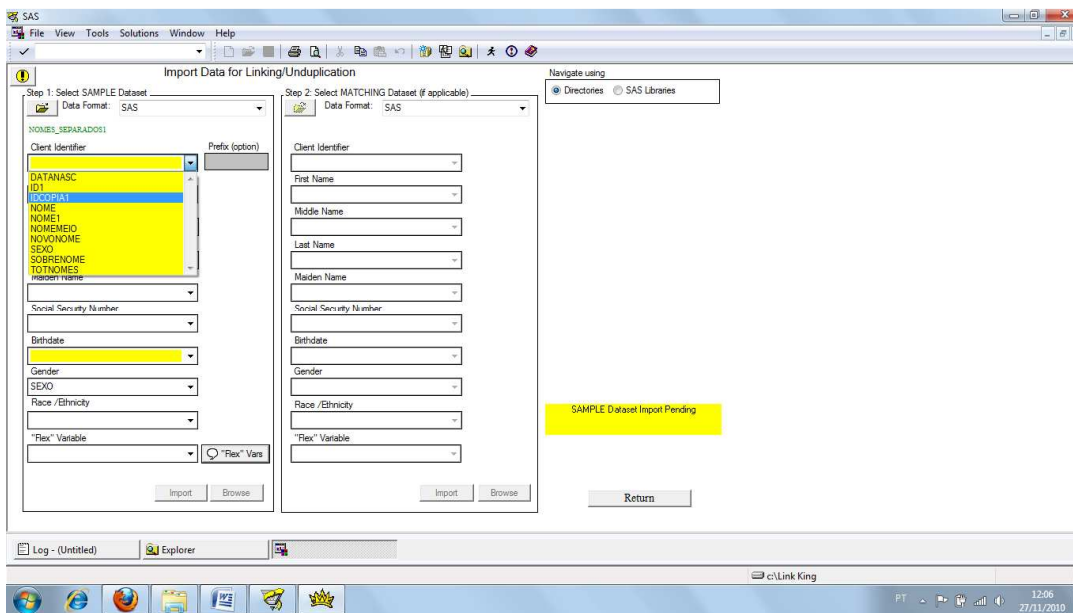 SAS
File View Tools Solutions Window Help
Import Data for Linking/Unduplication
Navigate using
Directories SAS Libraries
Step 1: Select SAMPLE Dataset
Data Format: SAS
NOMES_SEPARADOS1
Client Identifier
Prefix (option)
DATANASC
ID1
IDCOPIA1
NOME
NOME1
NOMEMEIO
NOVONOME
SEXO
SOBRENOME
TOTNOMES
Maiden Name
Social Security Number
Birthdate
Gender
SEXO
Race /Ethnicity
"Flex" Variable
"Flex" Vars
Import Browse
Step 2: Select MATCHING Dataset (if applicable)
Data Format: SAS
Client Identifier
First Name
Middle Name
Last Name
Maiden Name
Social Security Number
Birthdate
Gender
Race /Ethnicity
"Flex" Variable
Import Browse
SAMPLE Dataset Import Pending
Return
Log - (Untitled)
Explorer
c:\Link King
PT
12:06
27/11/2010